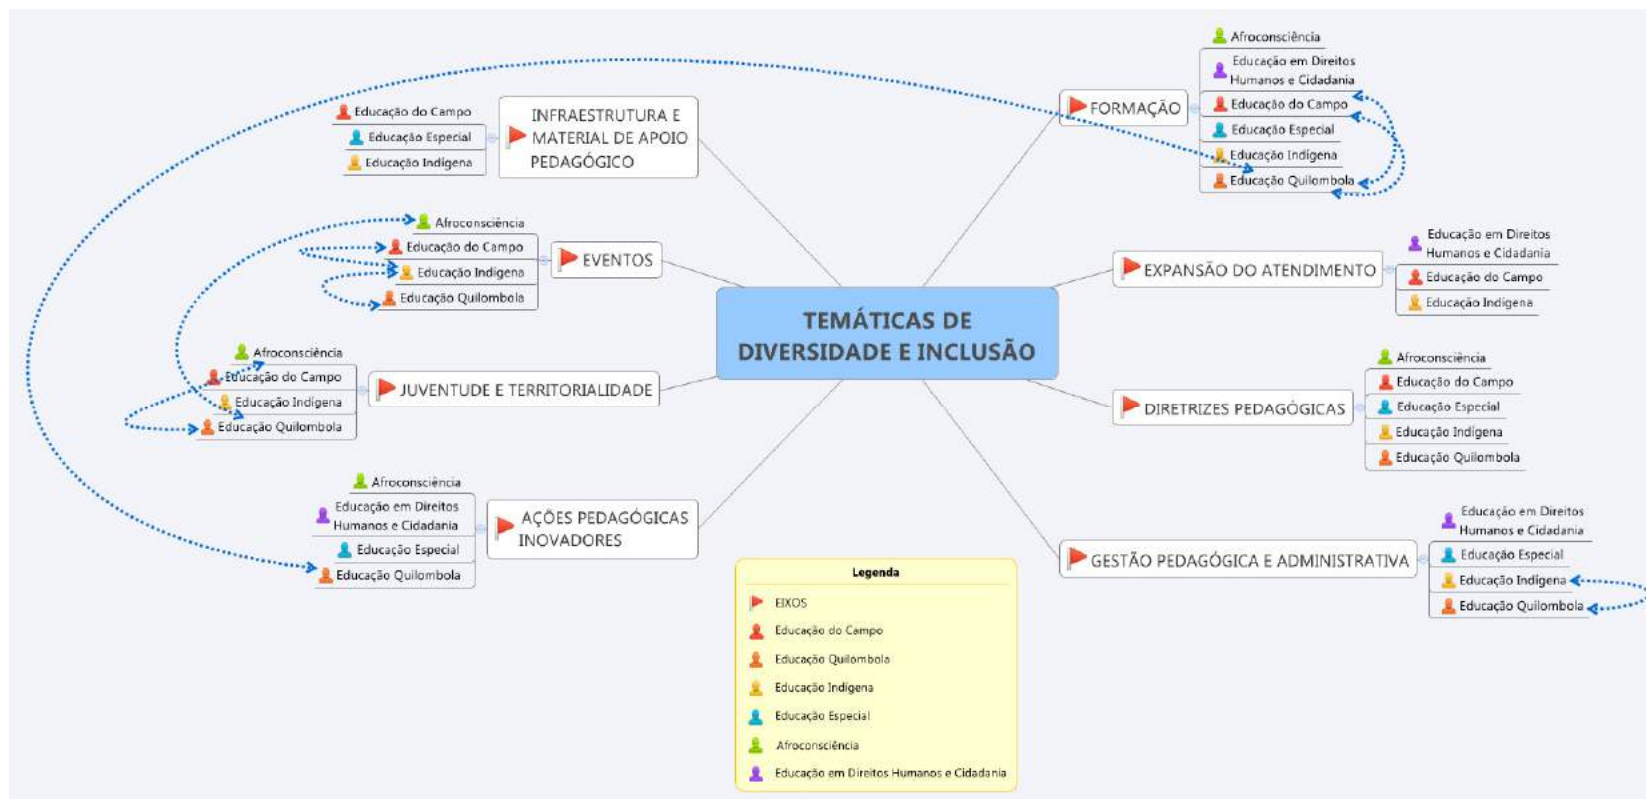 TEMÁTICAS DE
DIVERSIDADE E INCLUSÃO
INFRAESTRUTURA E
MATERIAL DE APOIO
PEDAGÓGICO
Educação do Campo
Educação Especial
Educação Indígena
EVENTOS
Afroconsciência
Educação do Campo
Educação Indígena
Educação Quilombola
JUVENTUDE E TERRITORIALIDADE
Afroconsciência
Educação do Campo
Educação Indígena
Educação Quilombola
AÇÕES PEDAGÓGICAS
INOVADORES
Afroconsciência
Educação em Direitos
Humanos e Cidadania
Educação Especial
Educação Quilombola
FORMAÇÃO
Afroconsciência
Educação em Direitos
Humanos e Cidadania
Educação do Campo
Educação Especial
Educação Indígena
Educação Quilombola
EXPANSÃO DO ATENDIMENTO
Educação em Direitos
Humanos e Cidadania
Educação do Campo
Educação Indígena
DIRETRIZES PEDAGÓGICAS
Afroconsciência
Educação do Campo
Educação Especial
Educação Indígena
Educação Quilombola
GESTÃO PEDAGÓGICA E ADMINISTRATIVA
Educação em Direitos
Humanos e Cidadania
Educação Especial
Educação Indígena
Educação Quilombola
Legenda
EIXOS
Educação do Campo
Educação Quilombola
Educação Indígena
Educação Especial
Afroconsciência
Educação em Direitos Humanos e Cidadania